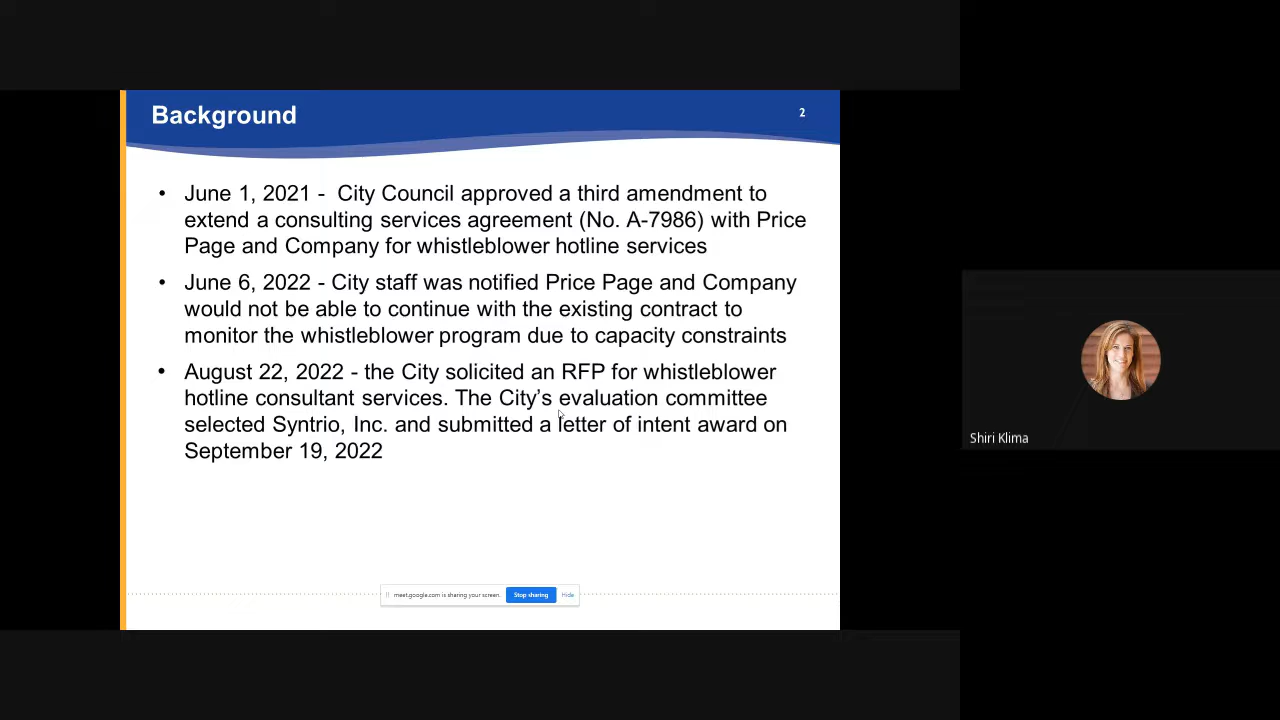 Background
2
• June 1, 2021 - City Council approved a third amendment to
extend a consulting services agreement (No. A-7986) with Price
Page and Company for whistleblower hotline services
• June 6, 2022 - City staff was notified Price Page and Company
would not be able to continue with the existing contract to
monitor the whistleblower program due to capacity constraints
• August 22, 2022 - the City solicited an RFP for whistleblower
hotline consultant services. The City’s evaluation committee
selected Syntrio, Inc. and submitted a letter of intent award on
September 19, 2022
meet.google.com is sharing your screen. Stop sharing Hide
Shiri Klima